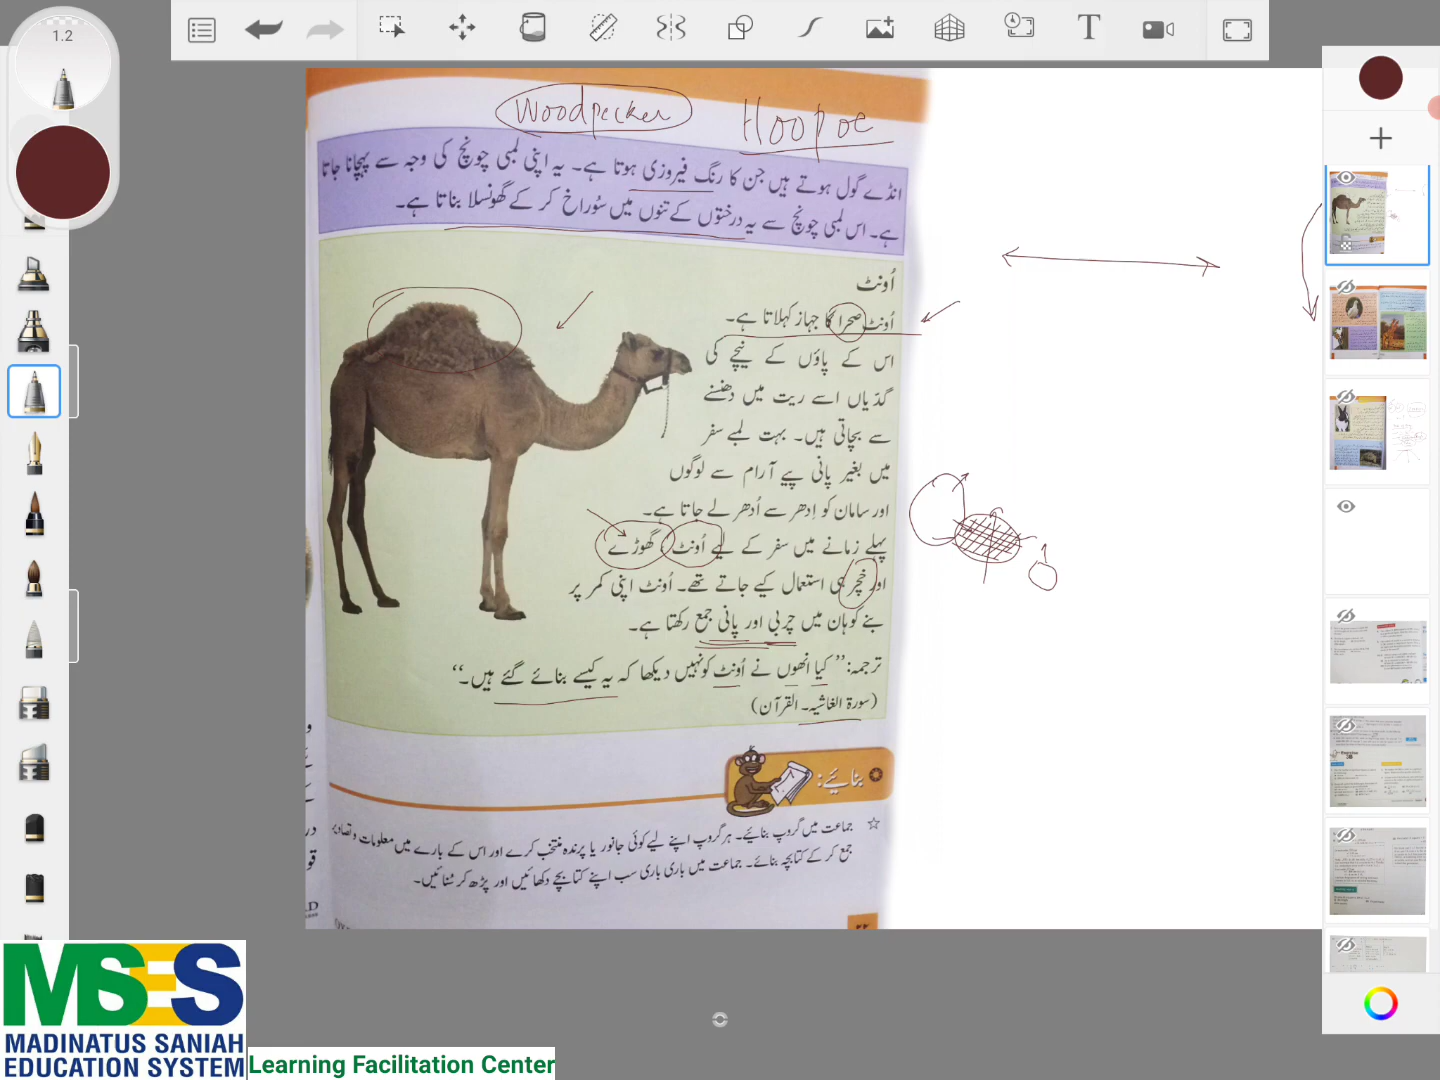 1.2
Woodpecker Hoopoe
انڈے گول ہوتے ہیں جن کا رنگ فیروزی ہوتا ہے۔ یہ اپنی لمبی چونچ کی وجہ سے پہچانا جاتا
ہے۔ اس لمبی چونچ سے یہ درختوں کے تنوں میں سُوراخ کر کے گھونسلا بناتا ہے۔
اُونٹ
اُونٹ صحرا کا جہاز کہلاتا ہے۔
اس کے پاؤں کے نیچے کی
گدّیاں اسے ریت میں دھنسنے
سے بچاتی ہیں۔ بہت لمبے سفر
میں بغیر پانی پیے آرام سے لوگوں
اور سامان کو اِدھر سے اُدھر لے جاتا ہے۔
پہلے زمانے میں سفر کے لیے اُونٹ، گھوڑے
اور خچر ہی استعمال کیے جاتے تھے۔ اُونٹ اپنی کمر پر
بنے کوہان میں چربی اور پانی جمع رکھتا ہے۔
ترجمہ: ’’کیا انھوں نے اُونٹ کو نہیں دیکھا کہ یہ کیسے بنائے گئے ہیں۔‘‘
(سورۃ الغاشیہ۔ القرآن)
بنائیے:
☆ جماعت میں گروپ بنائیے۔ ہر گروپ اپنے لیے کوئی جانور یا پرندہ منتخب کرے اور اس کے بارے میں معلومات و تصاویر
جمع کر کے کتابچہ بنائے۔ جماعت میں باری باری سب اپنے کتابچے دکھائیں اور پڑھ کر سُنائیں۔
MSES
MADINATUS SANIAH
EDUCATION SYSTEM
Learning Facilitation Center